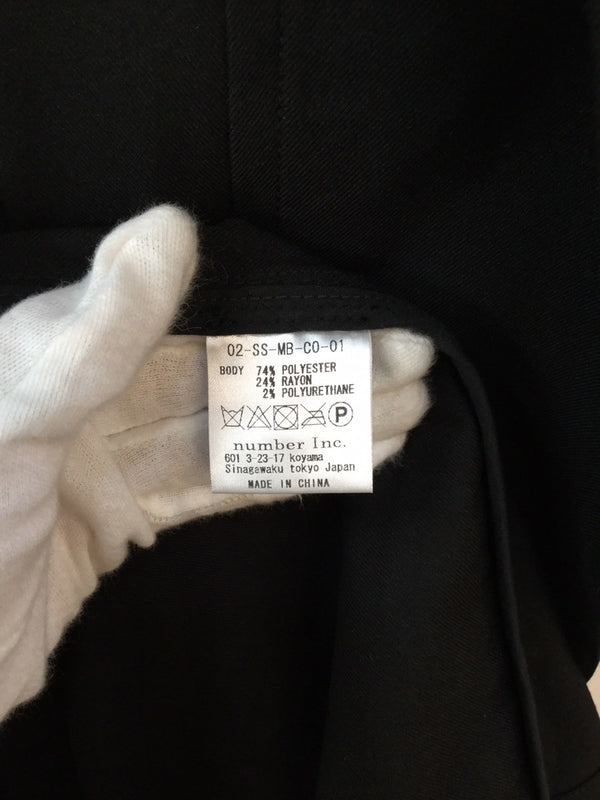 02-SS-MB-CO-01
BODY 74% POLYESTER
24% RAYON
2% POLYURETHANE
P
number Inc.
601 3-23-17 koyama
Sinagawaku tokyo Japan
MADE IN CHINA